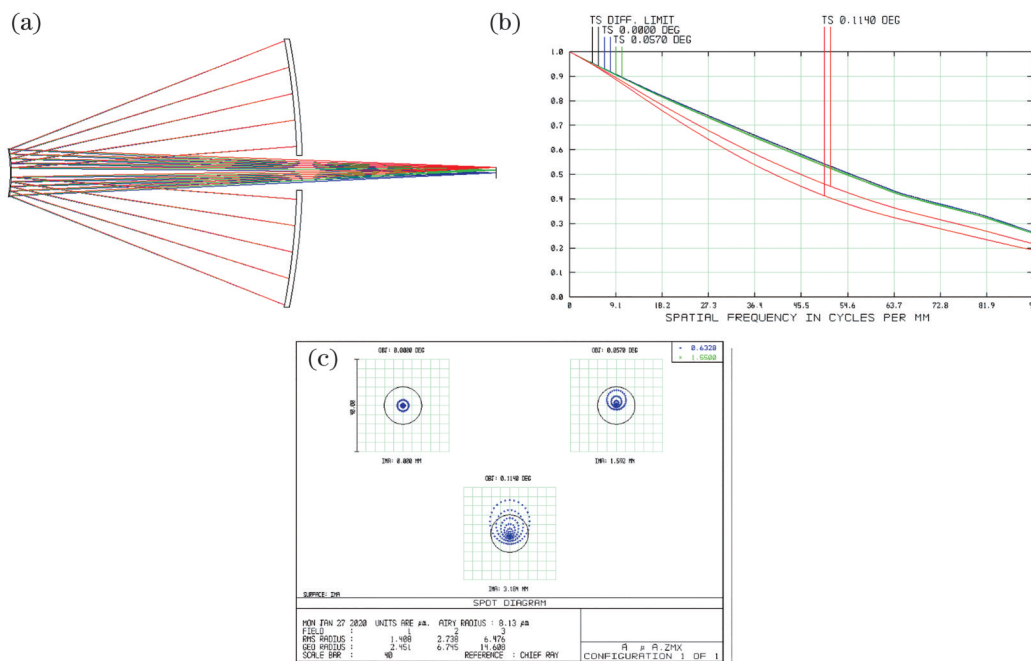 (a)
(b)
TS DIFF. LIMIT
TS 0.0000 DEG
TS 0.0570 DEG
TS 0.1140 DEG
1.0
0.9
0.8
0.7
0.6
0.5
0.4
0.3
0.2
0.1
0.0
0 9.1 18.2 27.3 36.4 45.5 54.6 63.7 72.8 81.9
SPATIAL FREQUENCY IN CYCLES PER MM
(c)
OBJ: 0.0000 DEG
OBJ: 0.0570 DEG
0.6328
1.5500
40.00
IMA: 0.000 MM
IMA: 1.592 MM
OBJ: 0.1140 DEG
IMA: 3.184 MM
SURFACE: IMA
SPOT DIAGRAM
MON JAN 27 2020 UNITS ARE µm. AIRY RADIUS : 8.13 µm
FIELD : 1 2 3
RMS RADIUS : 1.408 2.738 6.476
GEO RADIUS : 2.451 6.745 14.608
SCALE BAR : 40 REFERENCE : CHIEF RAY
A µ A.ZMX
CONFIGURATION 1 OF 1